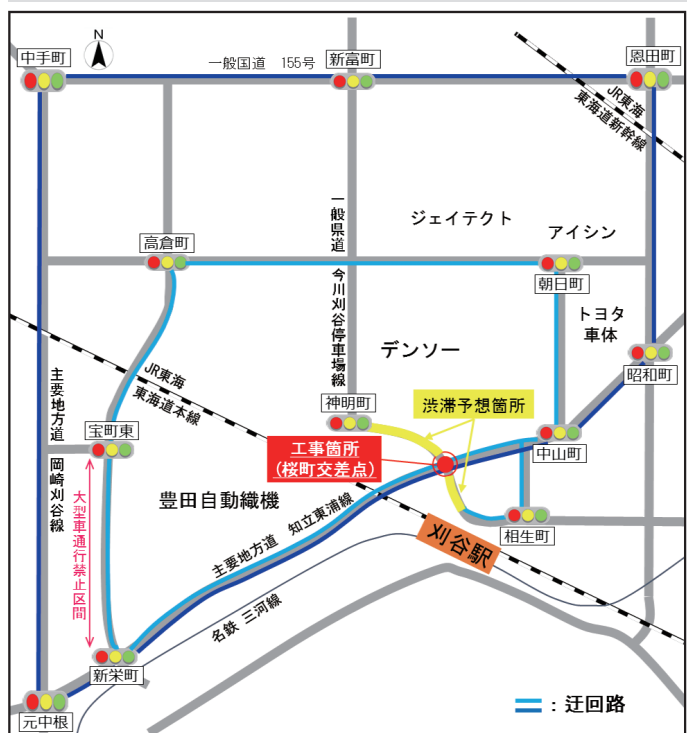 N
中手町
一般国道　155号
新富町
恩田町
JR東海
東海道新幹線
一般県道　今川刈谷停車場線
ジェイテクト
アイシン
高倉町
朝日町
トヨタ
車体
デンソー
JR東海
東海道本線
昭和町
主要地方道　岡崎刈谷線
神明町
渋滞予想箇所
宝町東
工事箇所
(桜町交差点)
中山町
大型車通行禁止区間
豊田自動織機
主要地方道　知立東浦線
相生町
刈谷駅
名鉄 三河線
新栄町
元中根
：迂回路